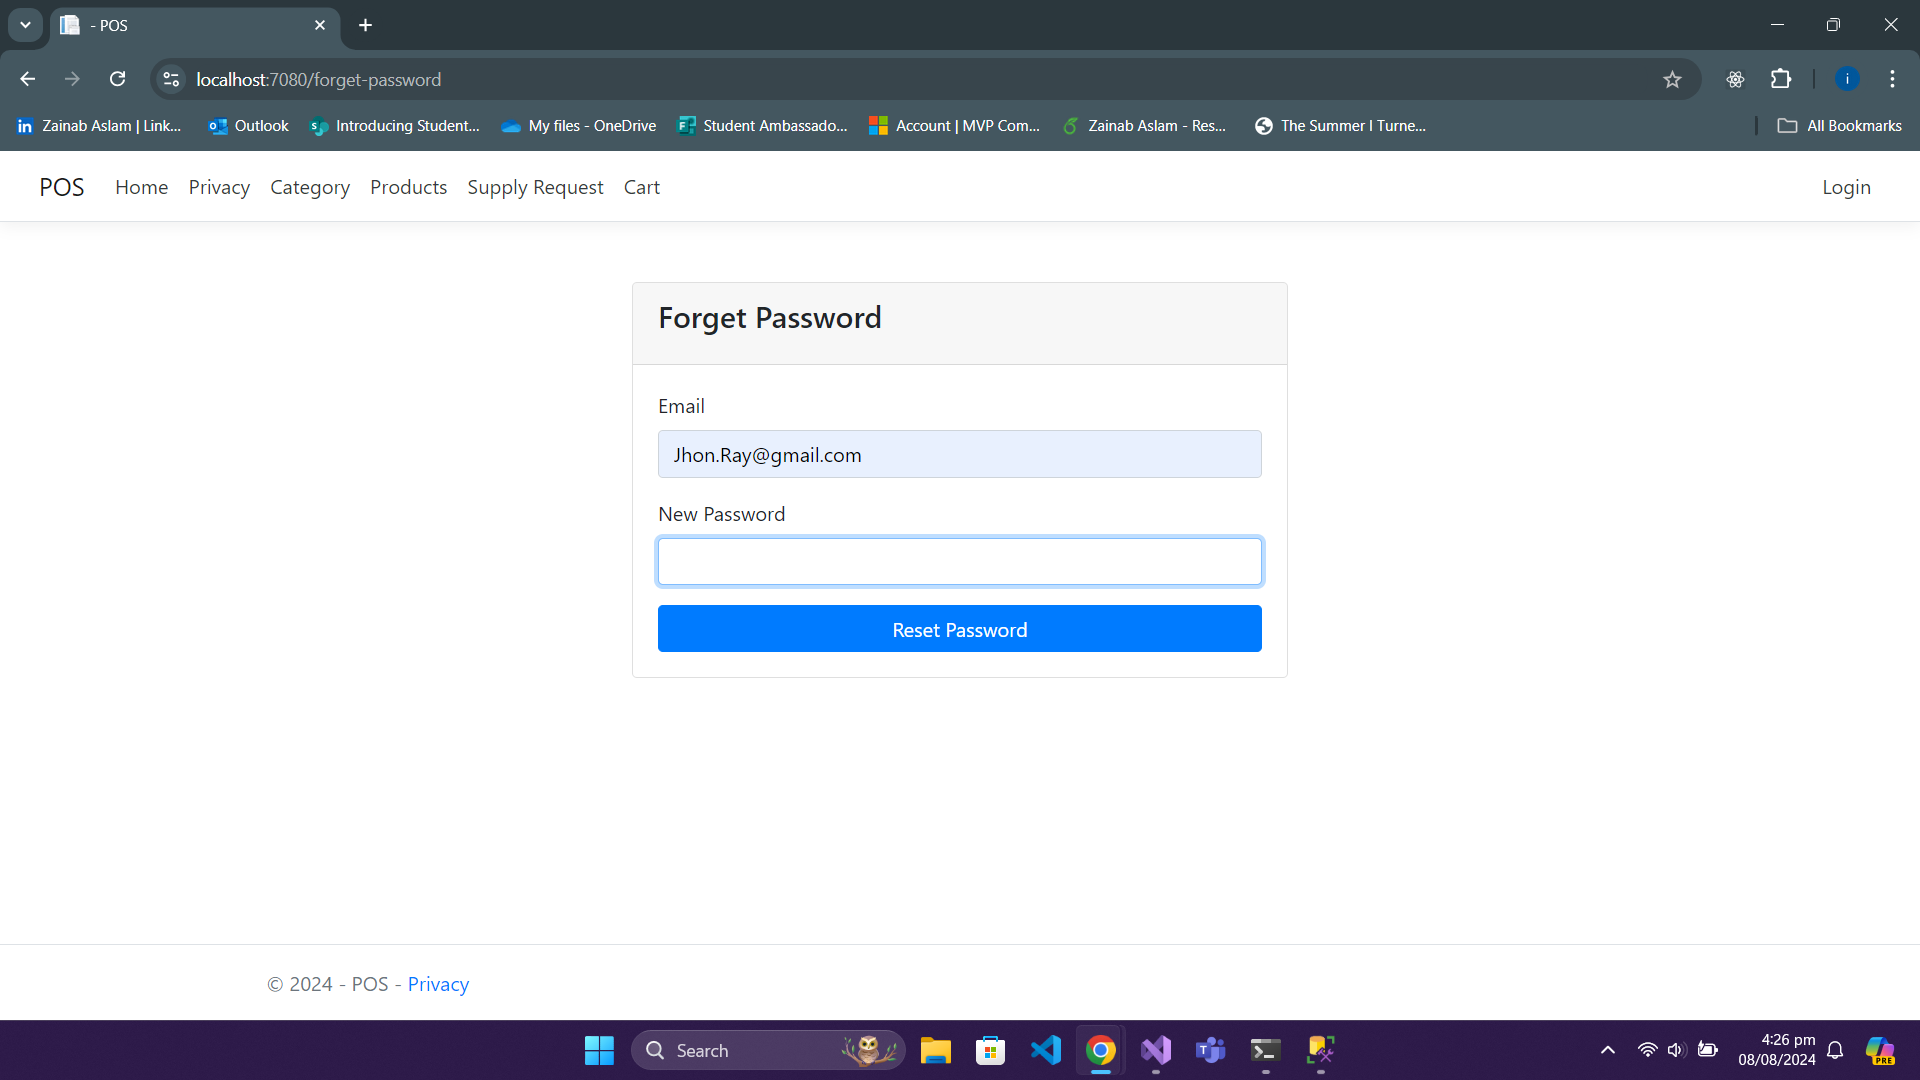 - POS
localhost:7080/forget-password
i
Zainab Aslam | Link... Outlook Introducing Student... My files - OneDrive Student Ambassado... Account | MVP Com... Zainab Aslam - Res... The Summer I Turne... All Bookmarks
POS Home Privacy Category Products Supply Request Cart Login
Forget Password
Email
Jhon.Ray@gmail.com
New Password
Reset Password
© 2024 - POS - Privacy
Search
4:26 pm
08/08/2024
PRE